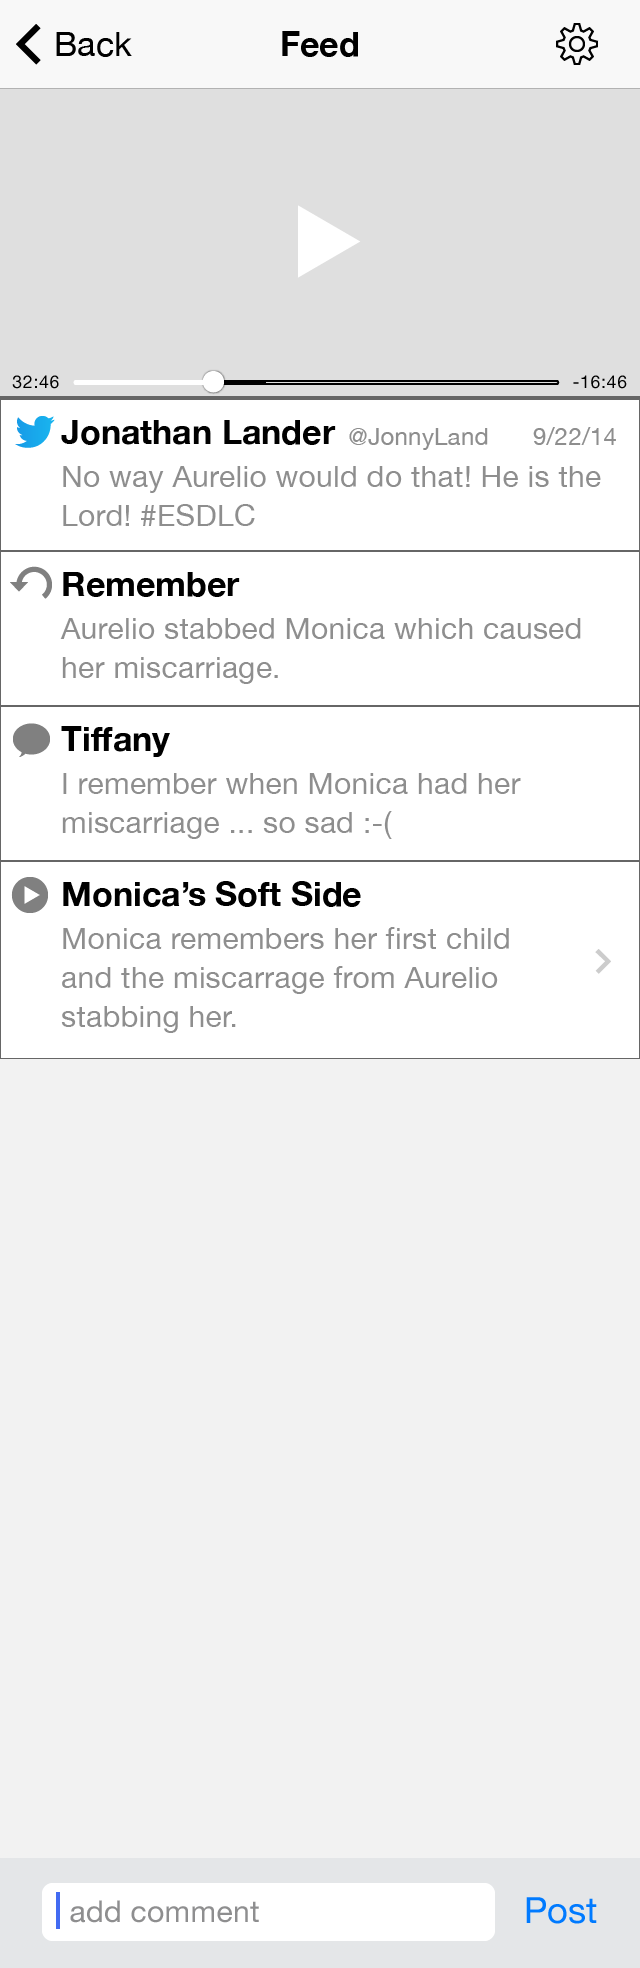 Back Feed
32:46 -16:46
Jonathan Lander @JonnyLand 9/22/14
No way Aurelio would do that! He is the
Lord! #ESDLC
Remember
Aurelio stabbed Monica which caused
her miscarriage.
Tiffany
I remember when Monica had her
miscarriage ... so sad :-(
Monica’s Soft Side
Monica remembers her first child
and the miscarrage from Aurelio
stabbing her.
add comment Post